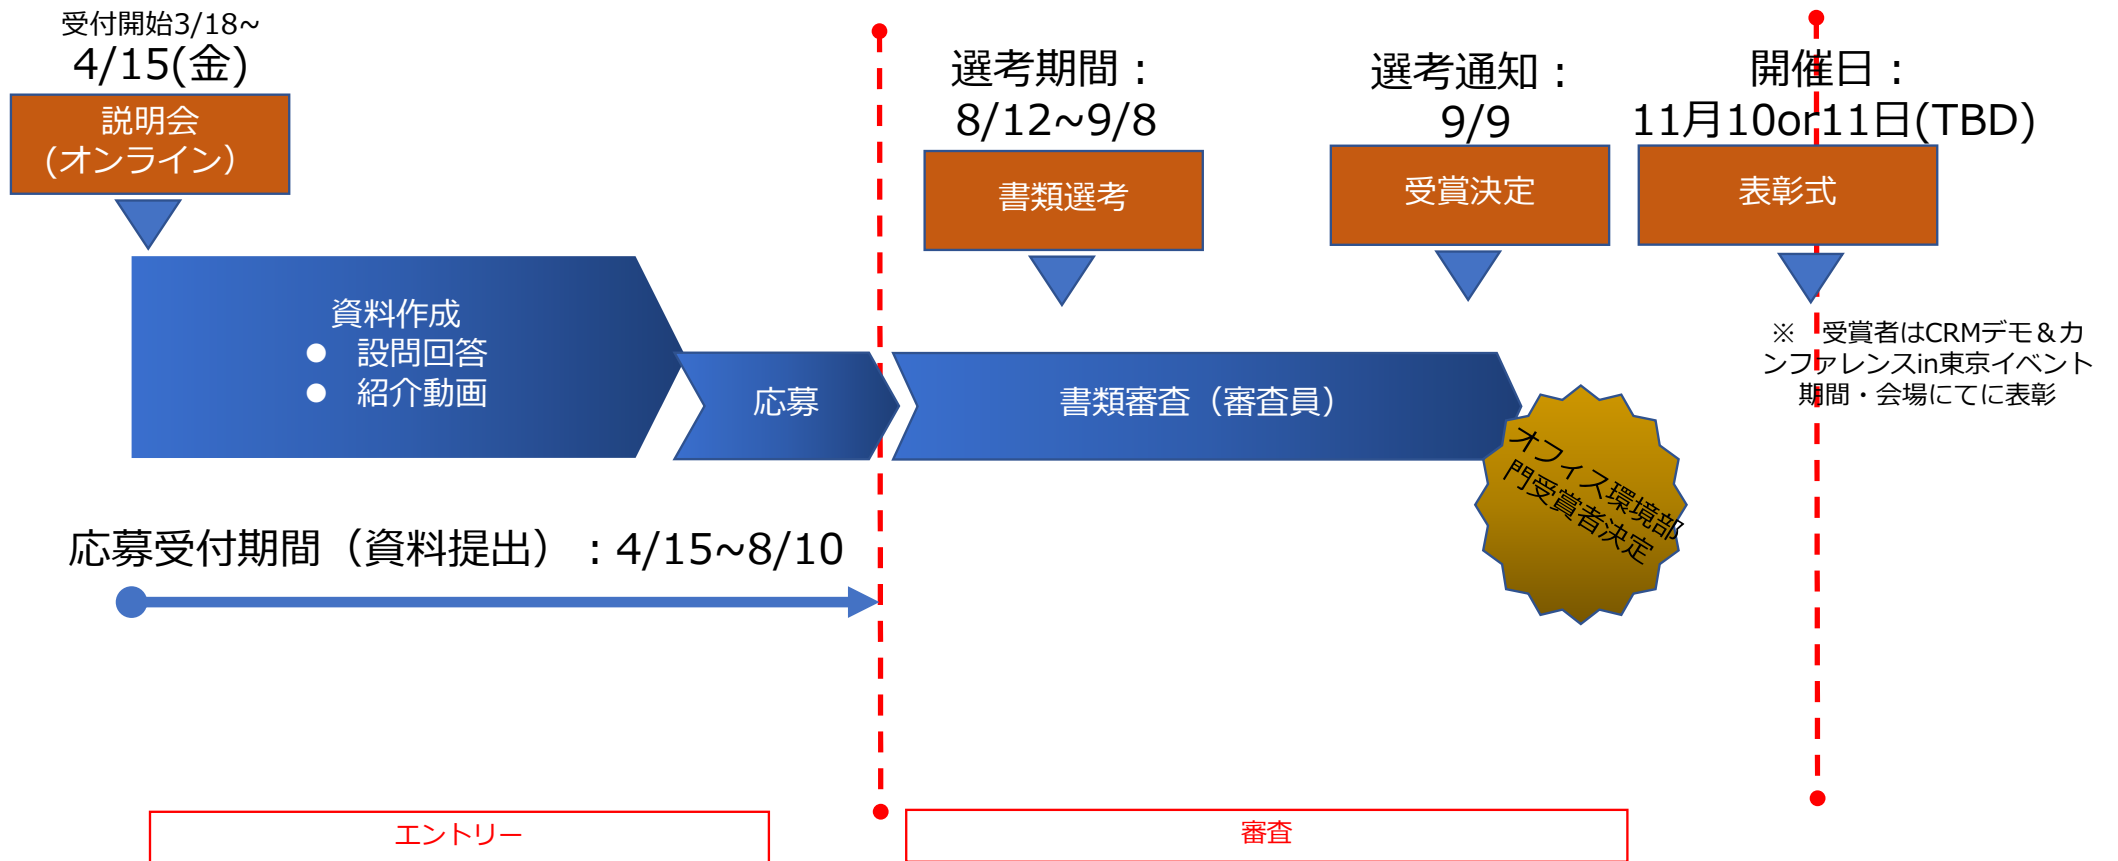 受付開始3/18~
4/15(金)
説明会
(オンライン）
資料作成
● 設問回答
● 紹介動画
応募
応募受付期間（資料提出）：4/15~8/10
エントリー
選考期間：
8/12~9/8
書類選考
選考通知：
9/9
受賞決定
開催日：
11月10or11日(TBD)
表彰式
書類審査（審査員）
オフィス環境部
門受賞者決定
※　受賞者はCRMデモ＆カ
ンファレンスin東京イベント
期間・会場にてに表彰
審査